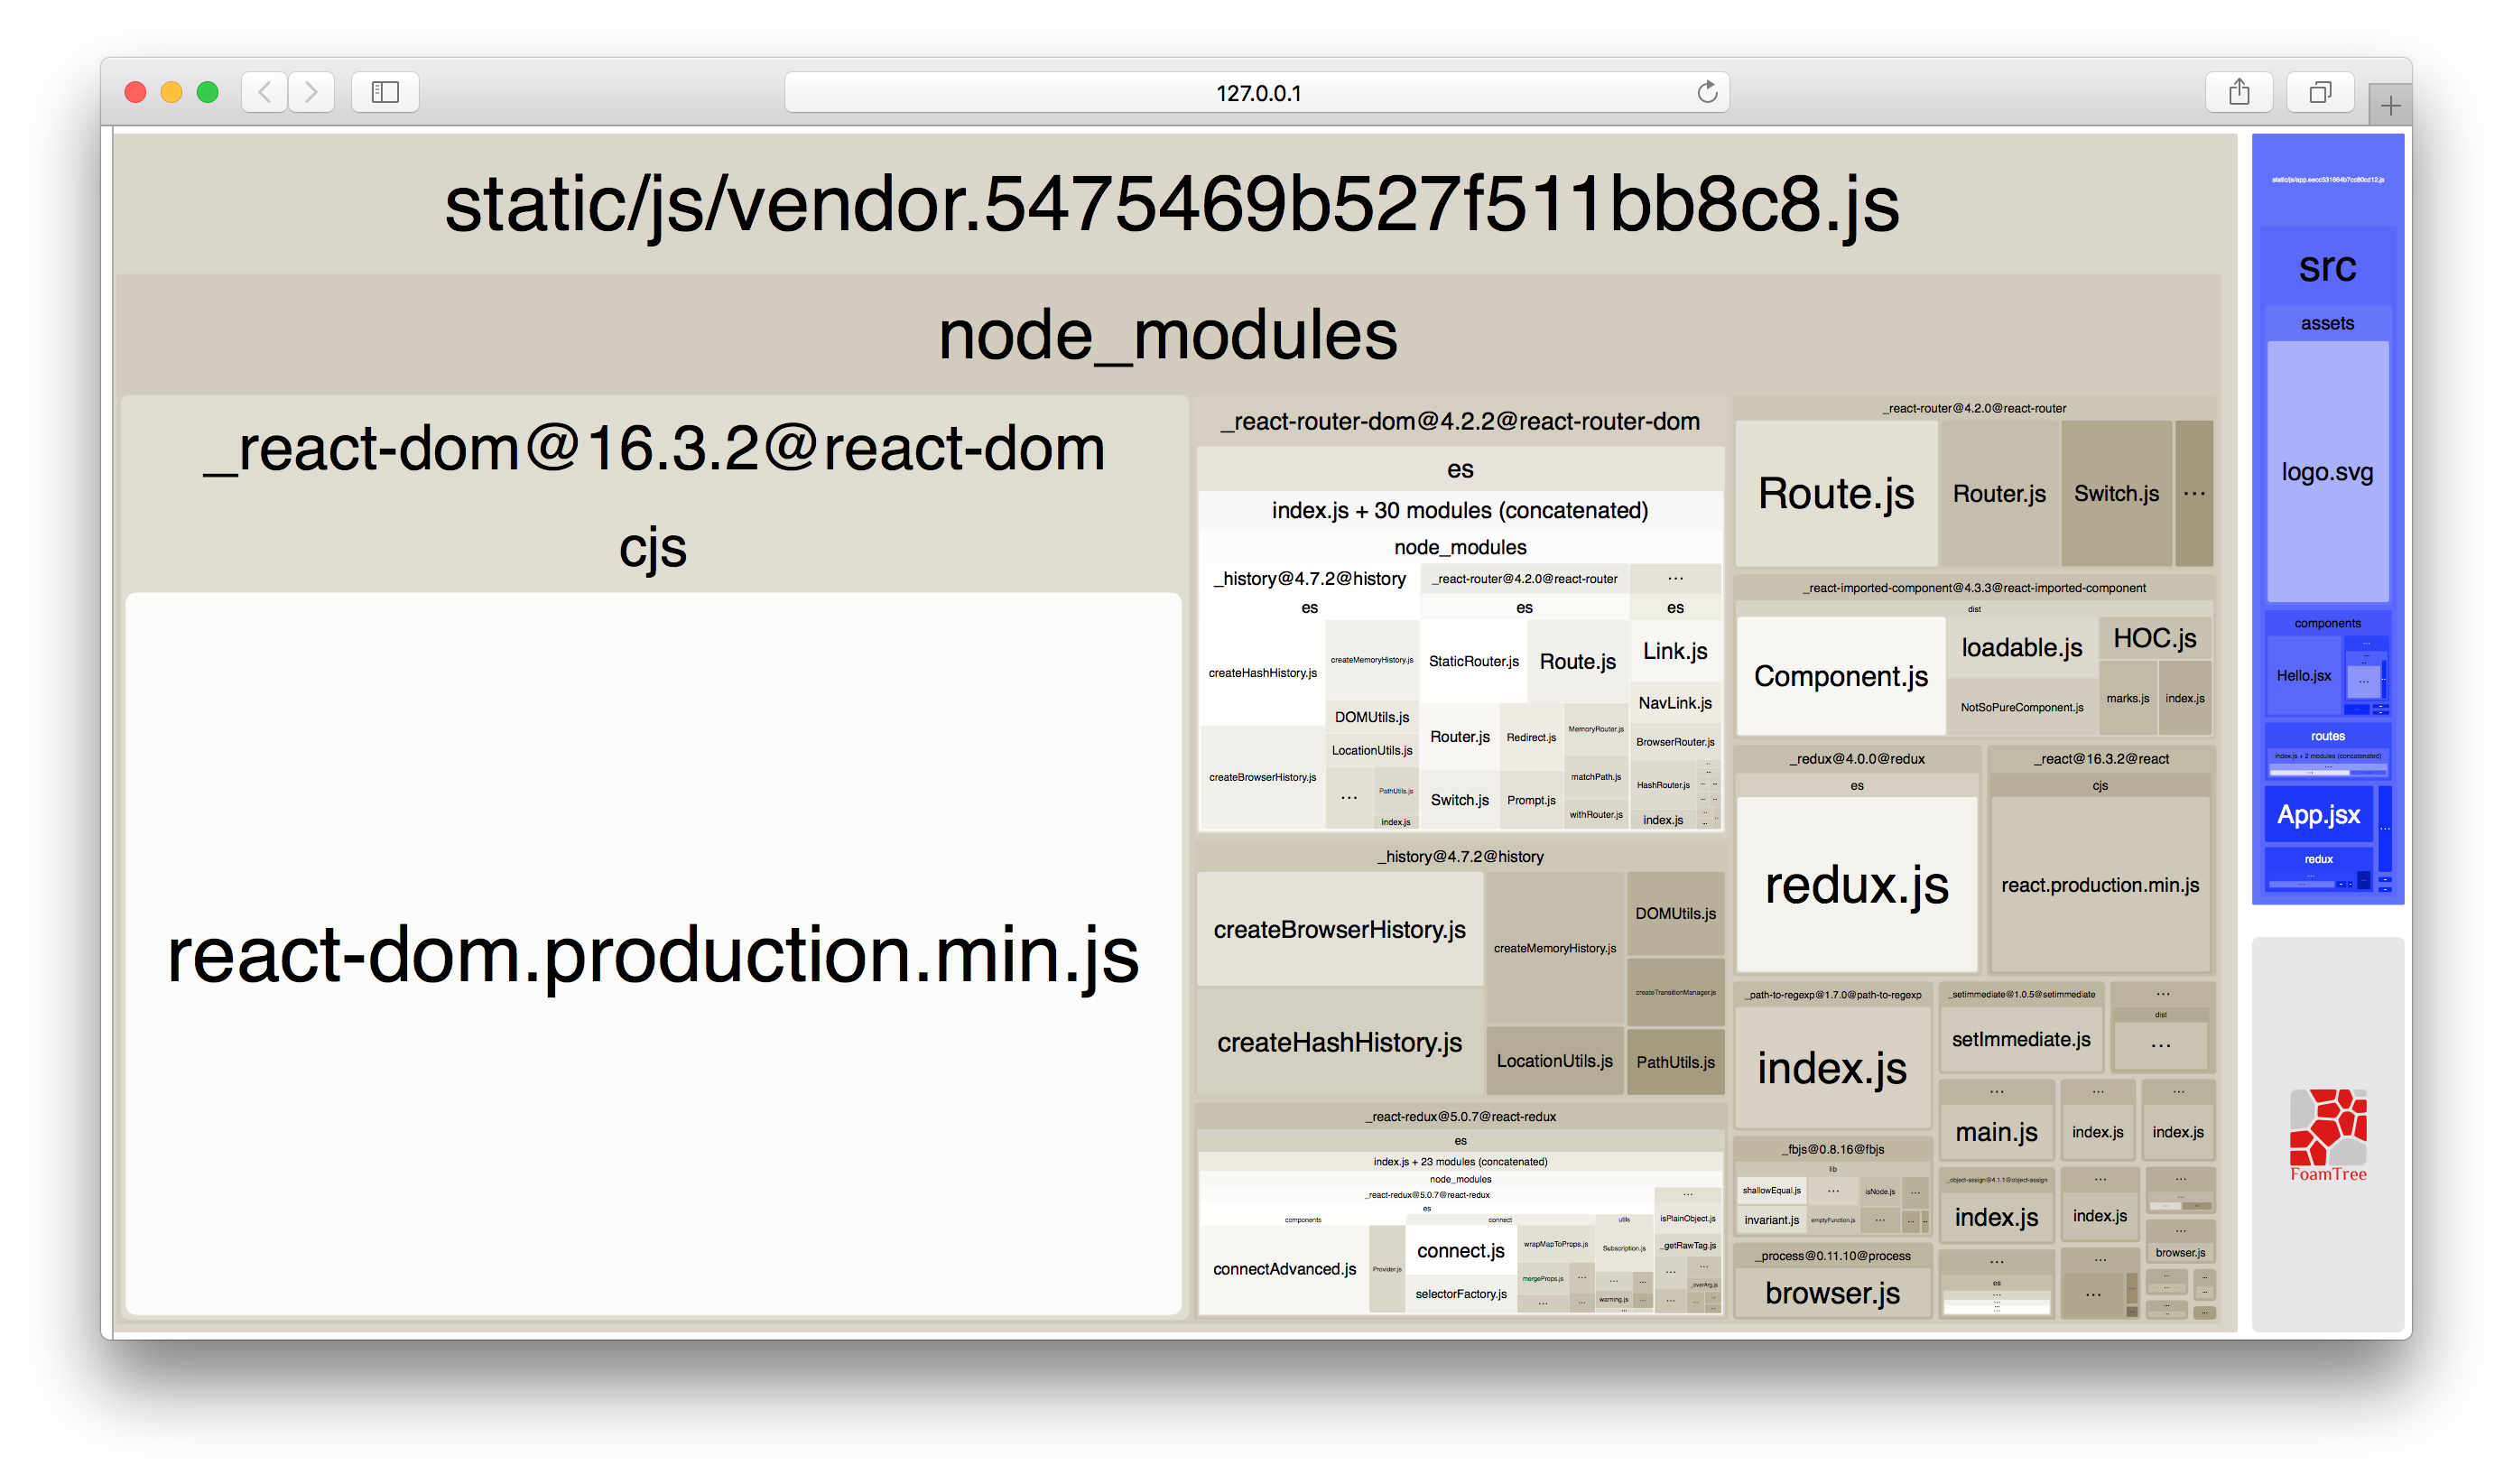 127.0.0.1
static/js/vendor.5475469b527f511bb8c8.js
node_modules
_react-dom@16.3.2@react-dom
cjs
react-dom.production.min.js
_react-router-dom@4.2.2@react-router-dom
es
index.js + 30 modules (concatenated)
node_modules
_history@4.7.2@history
es
createHashHistory.js
createMemoryHistory.js
DOMUtils.js
LocationUtils.js
createBrowserHistory.js
...
PathUtils.js
index.js
_react-router@4.2.0@react-router
es
StaticRouter.js
Route.js
Router.js
Redirect.js
MemoryRouter.js
matchPath.js
Switch.js
Prompt.js
withRouter.js
...
es
Link.js
NavLink.js
BrowserRouter.js
HashRouter.js
index.js
_history@4.7.2@history
createBrowserHistory.js
createHashHistory.js
createMemoryHistory.js
LocationUtils.js
DOMUtils.js
createTransitionManager.js
PathUtils.js
_react-redux@5.0.7@react-redux
es
index.js + 23 modules (concatenated)
node_modules
_react-redux@5.0.7@react-redux
es
components
connectAdvanced.js
Provider.js
connect
connect.js
selectorFactory.js
wrapMapToProps.js
mergeProps.js
...
utils
Subscription.js
warning.js
...
isPlainObject.js
_getRawTag.js
_overArg.js
_react-router@4.2.0@react-router
Route.js
Router.js
Switch.js
...
_react-imported-component@4.3.3@react-imported-component
dist
Component.js
loadable.js
HOC.js
NotSoPureComponent.js
marks.js
index.js
_redux@4.0.0@redux
es
redux.js
_react@16.3.2@react
cjs
react.production.min.js
_path-to-regexp@1.7.0@path-to-regexp
index.js
_setimmediate@1.0.5@setimmediate
setImmediate.js
...
dist
...
...
main.js
...
index.js
...
index.js
_fbjs@0.8.16@fbjs
lib
shallowEqual.js
...
isNode.js
...
invariant.js
emptyFunction.js
...
_object-assign@4.1.1@object-assign
index.js
...
index.js
...
browser.js
_process@0.11.10@process
browser.js
...
es
...
...
static/js/app.eecc531664b7cc80cd12.js
src
assets
logo.svg
components
Hello.jsx
...
routes
index.js + 2 modules (concatenated)
...
App.jsx
...
redux
...
FoamTree